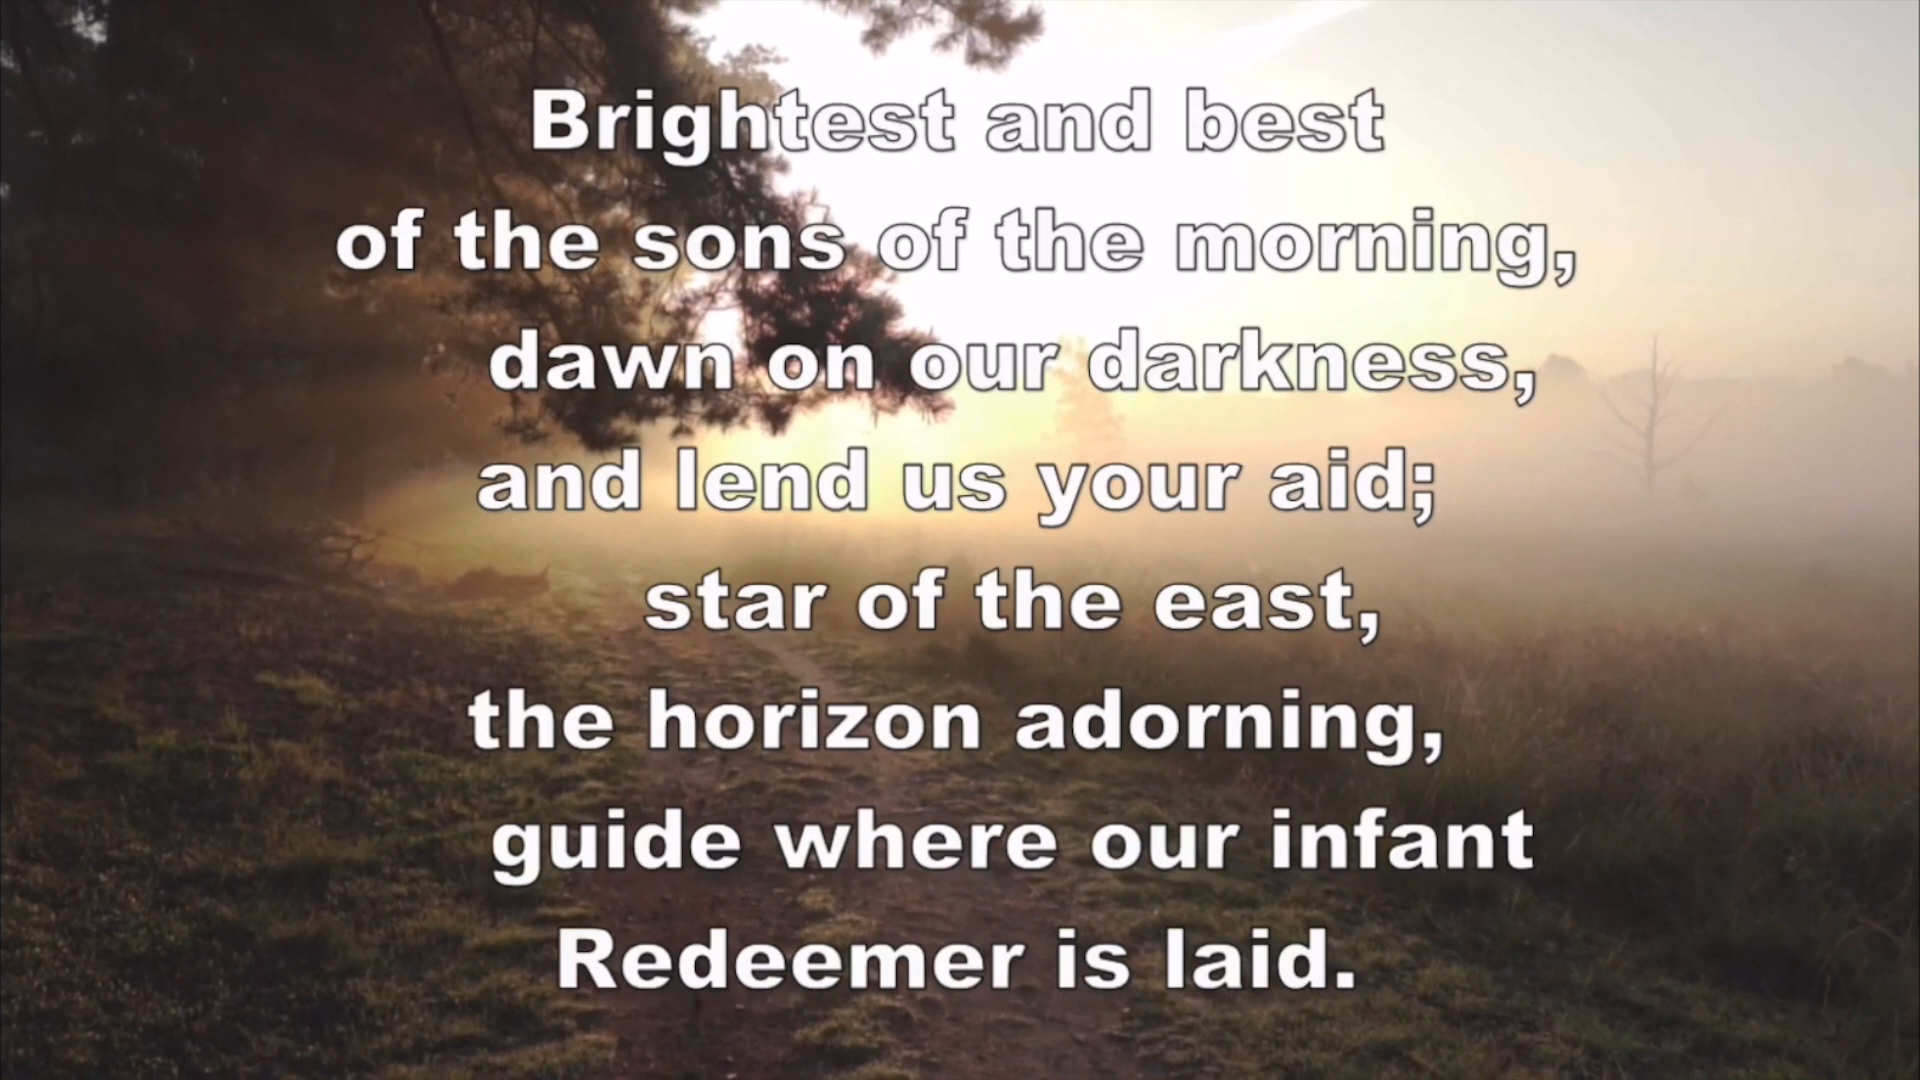 Brightest and best
of the sons of the morning,
dawn on our darkness,
and lend us your aid;
star of the east,
the horizon adorning,
guide where our infant
Redeemer is laid.